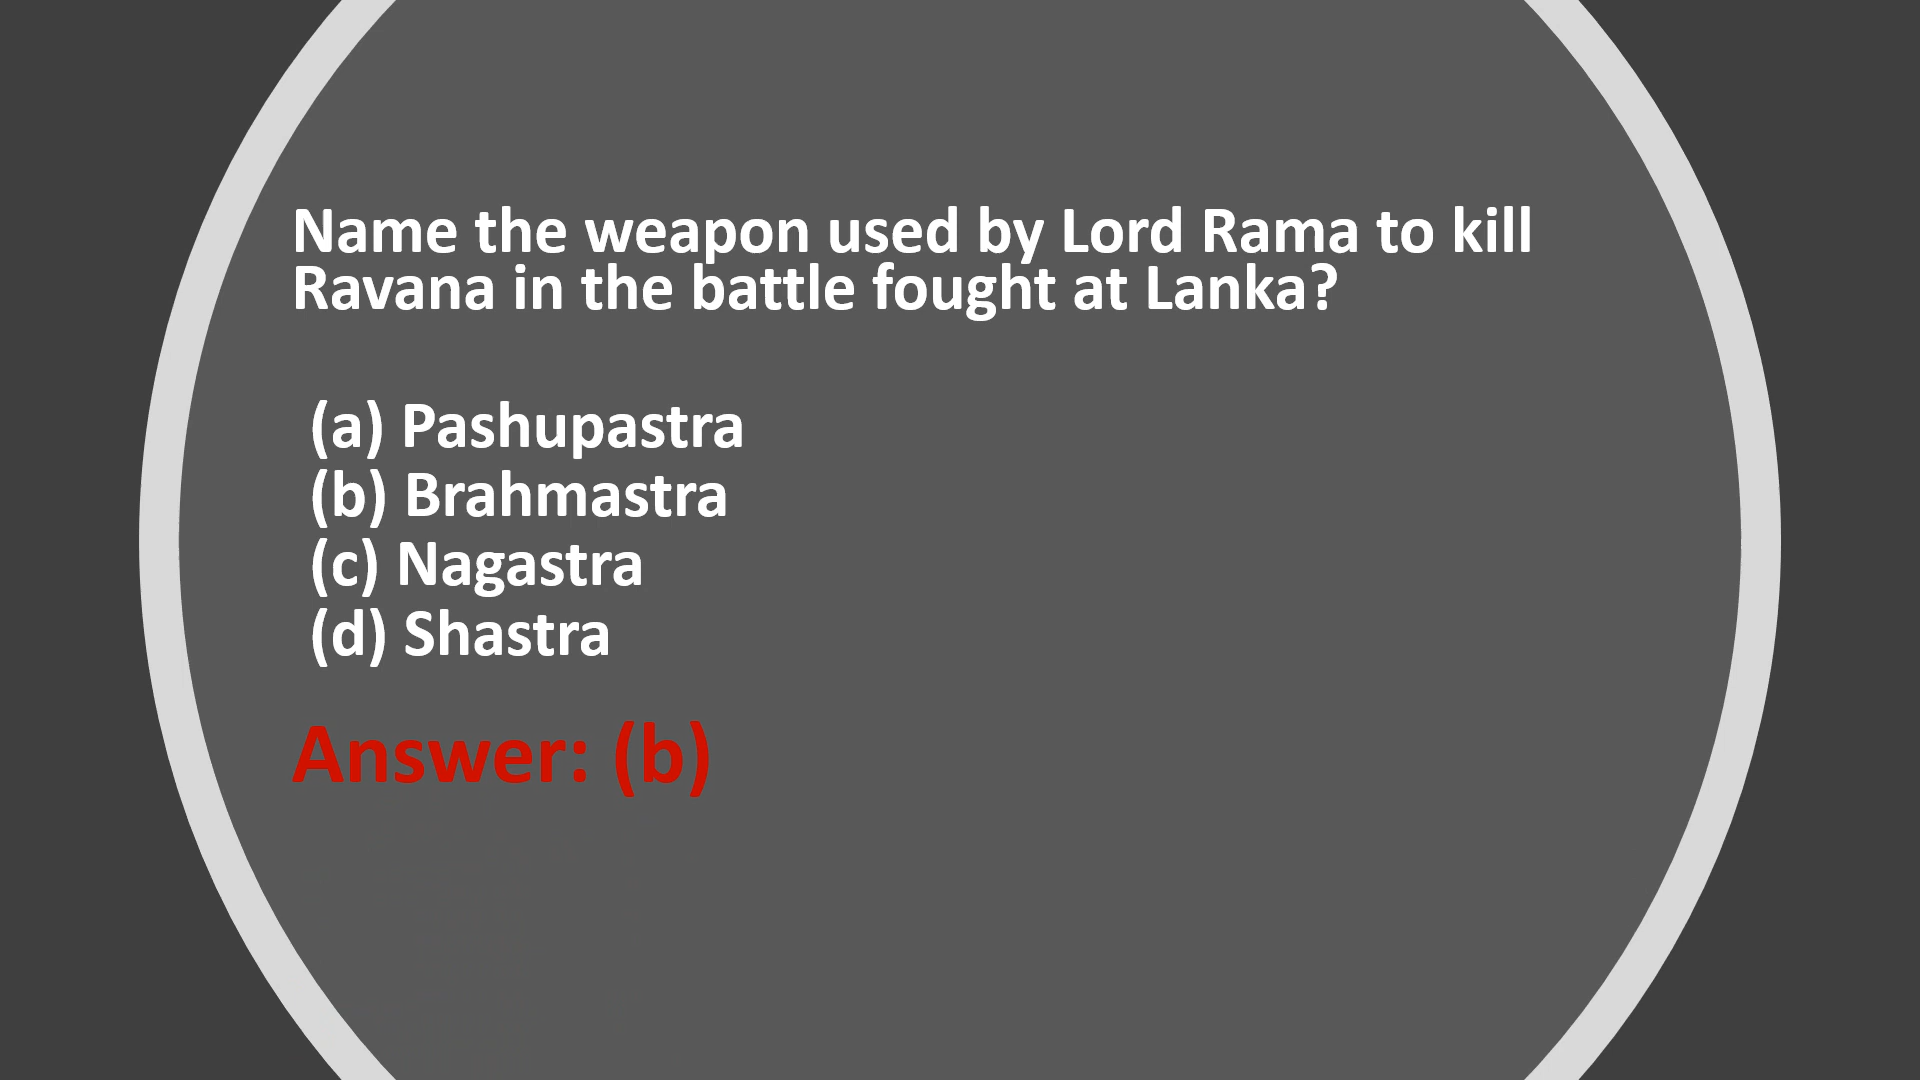 Name the weapon used by Lord Rama to kill
Ravana in the battle fought at Lanka?
(a) Pashupastra
(b) Brahmastra
(c) Nagastra
(d) Shastra
Answer: (b)